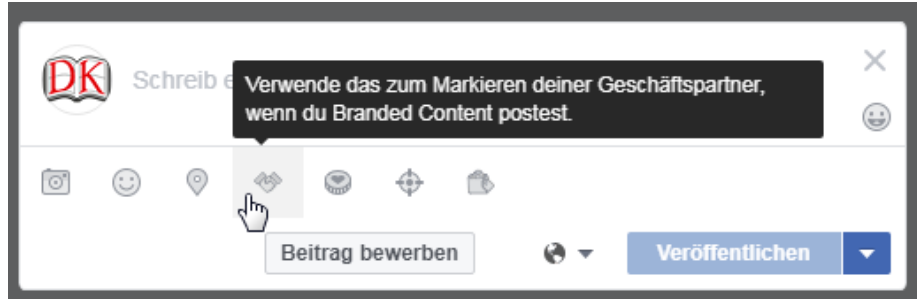 DK
Schreib e
Verwende das zum Markieren deiner Geschäftspartner,
wenn du Branded Content postest.
Beitrag bewerben
Veröffentlichen